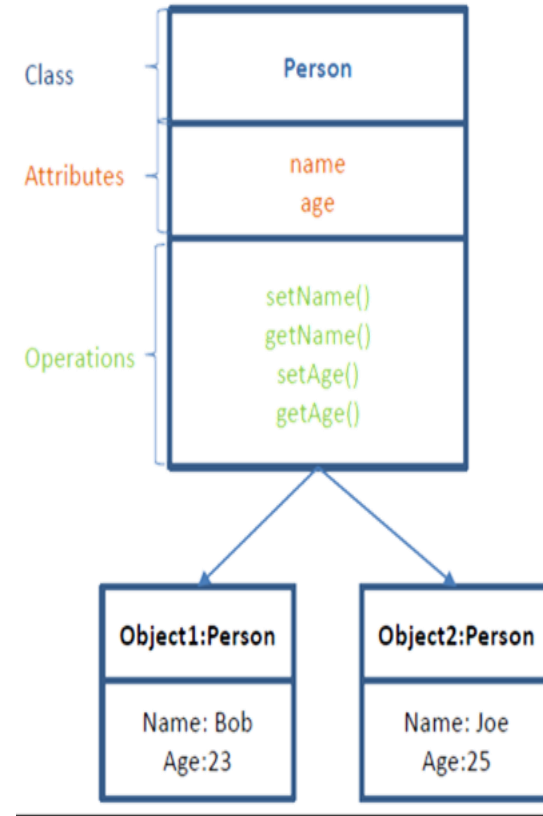 Class
Person
Attributes
name
age
Operations
setName()
getName()
setAge()
getAge()
Object1:Person
Name: Bob
Age:23
Object2:Person
Name: Joe
Age:25